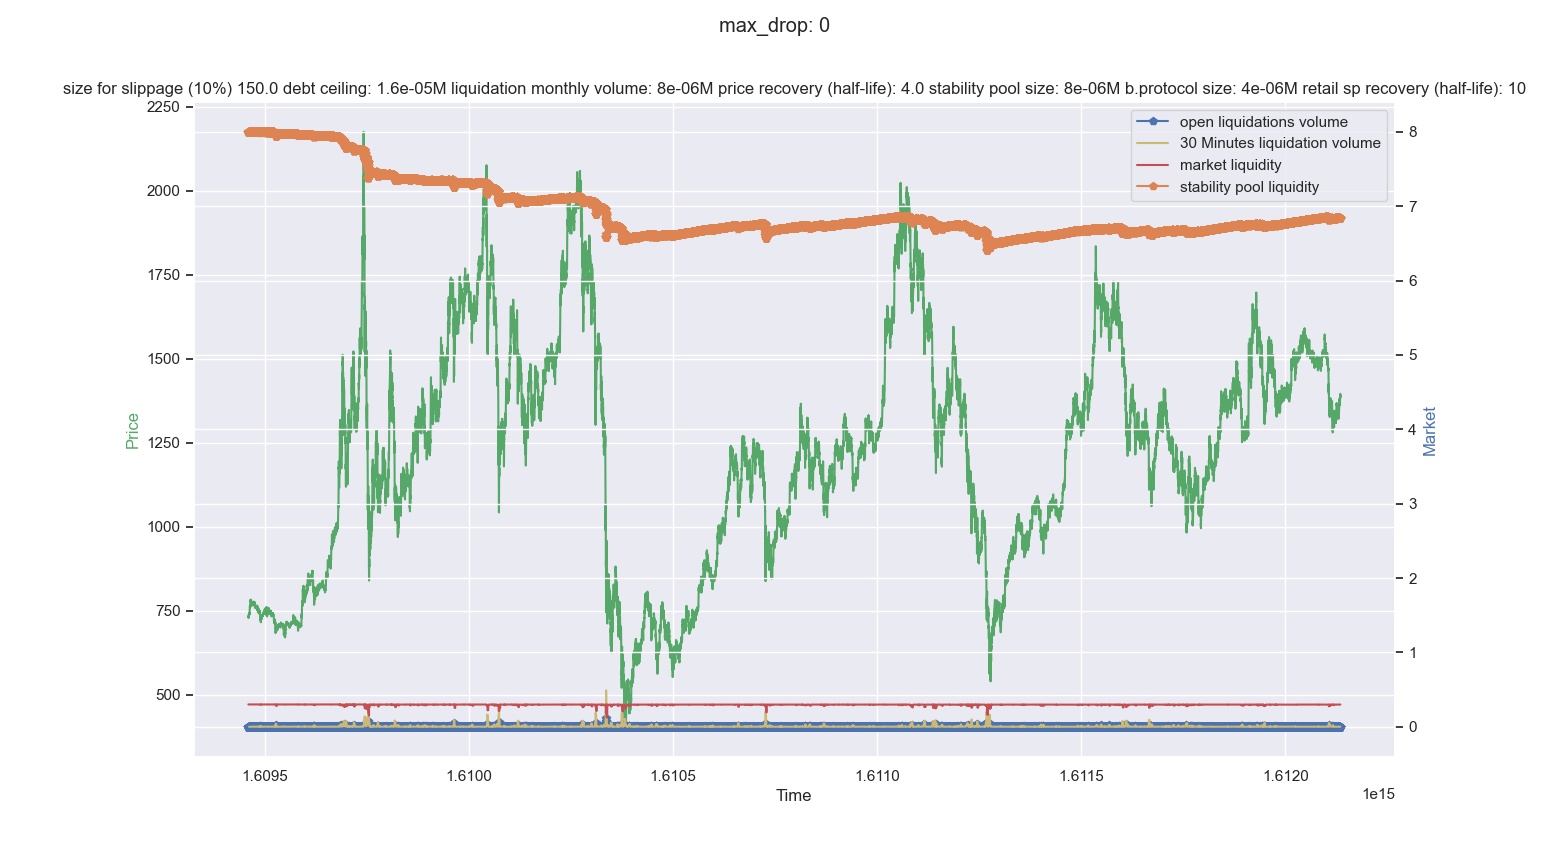 max_drop: 0
size for slippage (10%) 150.0 debt ceiling: 1.6e-05M liquidation monthly volume: 8e-06M price recovery (half-life): 4.0 stability pool size: 8e-06M b.protocol size: 4e-06M retail sp recovery (half-life): 10
open liquidations volume
30 Minutes liquidation volume
market liquidity
stability pool liquidity
2250
2000
1750
1500
1250
1000
750
500
Price
8
7
6
5
4
3
2
1
0
Market
1.6095
1.6100
1.6105
1.6110
1.6115
1.6120
1e15
Time